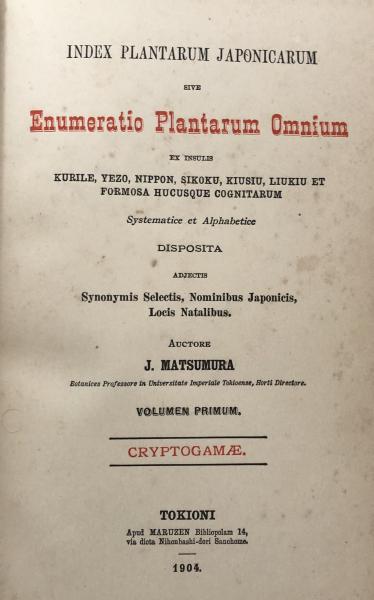 INDEX PLANTARUM JAPONICARUM
SIVE
Enumeratio Plantarum Omnium
EX INSULIS
KURILE, YEZO, NIPPON, SIKOKU, KIUSIU, LIUKIU ET
FORMOSA HUCUSQUE COGNITARUM
Systematice et Alphabetice
DISPOSITA
ADJECTIS
Synonymis Selectis, Nominibus Japonicis,
Locis Natalibus.
AUCTORE
J. MATSUMURA
Botanices Professore in Universitate Imperiale Tokioense, Horti Directore.
VOLUMEN PRIMUM.
CRYPTOGAMÆ.
TOKIONI
Apud MARUZEN Bibliopolam 14,
via dicta Nihonbashi-dori Sanchome.
1904.